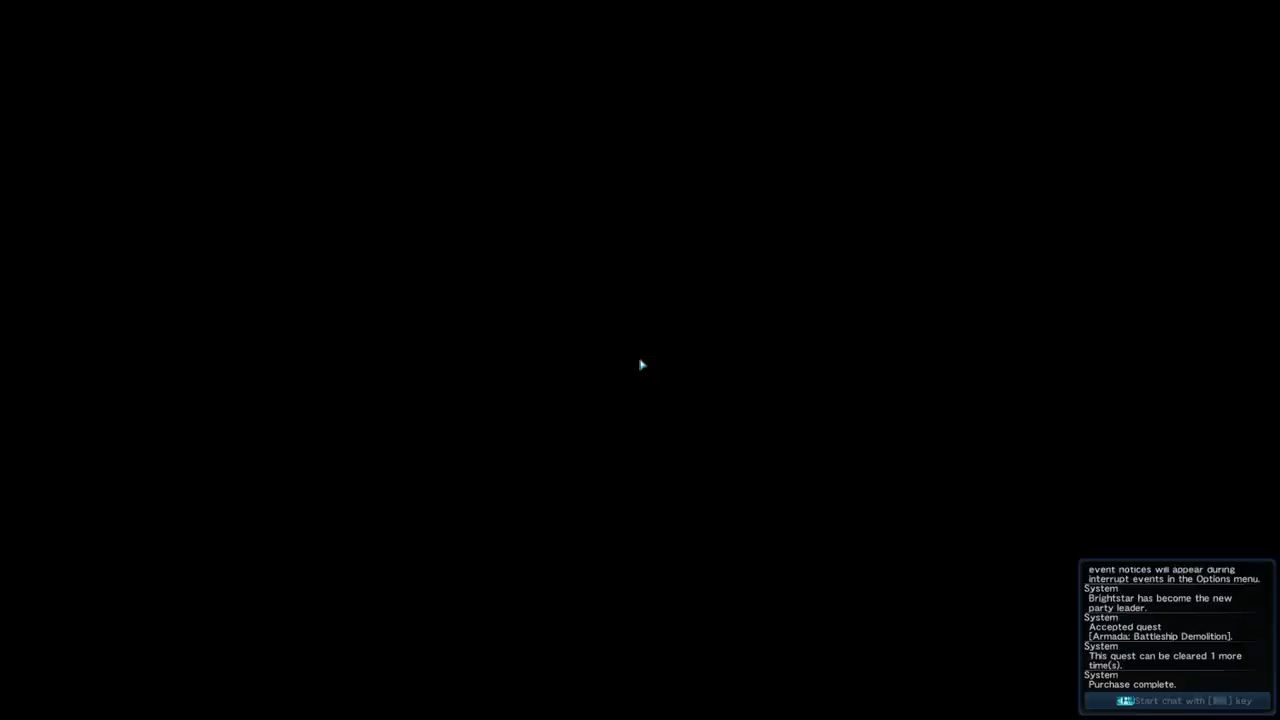 event notices will appear during
interrupt events in the Options menu.
System
Brightstar has become the new
party leader.
System
Accepted quest
[Armada: Battleship Demolition].
System
This quest can be cleared 1 more
time(s).
System
Purchase complete.
Start chat with [ ] key